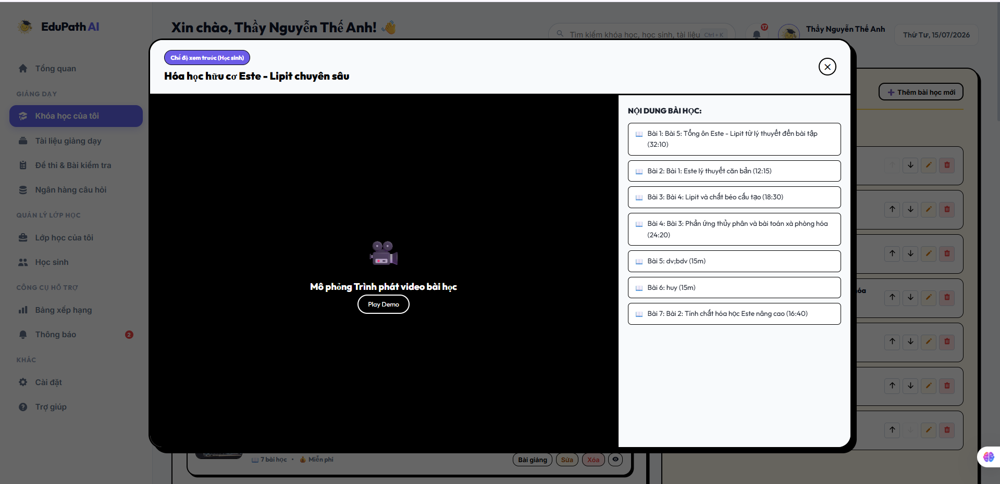 EduPath AI
Xin chào, Thầy Nguyễn Thế Anh! 👋
Tìm kiếm khóa học, học sinh, tài liệu
Ctrl + K
17
Thầy Nguyễn Thế Anh
Thứ Tư, 15/07/2026
Tổng quan
GIẢNG DẠY
Khóa học của tôi
Tài liệu giảng dạy
Đề thi & Bài kiểm tra
Ngân hàng câu hỏi
QUẢN LÝ LỚP HỌC
Lớp học của tôi
Học sinh
CÔNG CỤ HỖ TRỢ
Bảng xếp hạng
Thông báo
2
KHÁC
Cài đặt
Trợ giúp
Chế độ xem trước (Học sinh)
Hóa học hữu cơ Este - Lipit chuyên sâu
Mô phỏng Trình phát video bài học
Play Demo
NỘI DUNG BÀI HỌC:
Bài 1: Bài 5: Tổng ôn Este - Lipit từ lý thuyết đến bài tập
(32:10)
Bài 2: Bài 1: Este lý thuyết căn bản (12:15)
Bài 3: Bài 4: Lipit và chất béo cấu tạo (18:30)
Bài 4: Bài 3: Phản ứng thủy phân và bài toán xà phòng hóa
(24:20)
Bài 5: dv;bdv (15m)
Bài 6: huy (15m)
Bài 7: Bài 2: Tính chất hóa học Este nâng cao (16:40)
Thêm bài học mới
óa
7 bài học • Miễn phí
Bài giảng
Sửa
Xóa